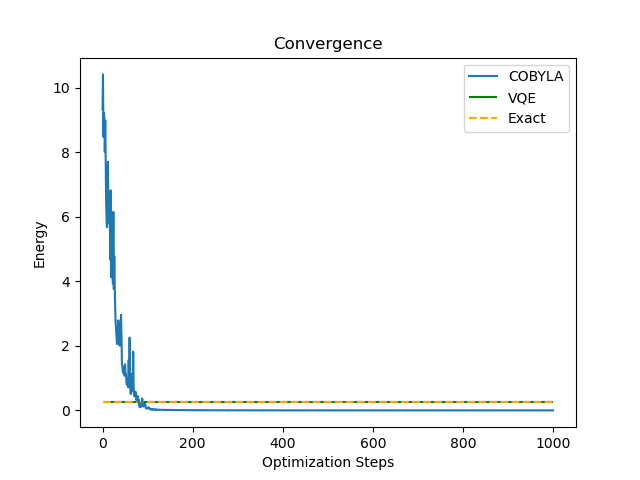 Convergence
COBYLA
VQE
Exact
Energy
10
8
6
4
2
0
0 200 400 600 800 1000
Optimization Steps